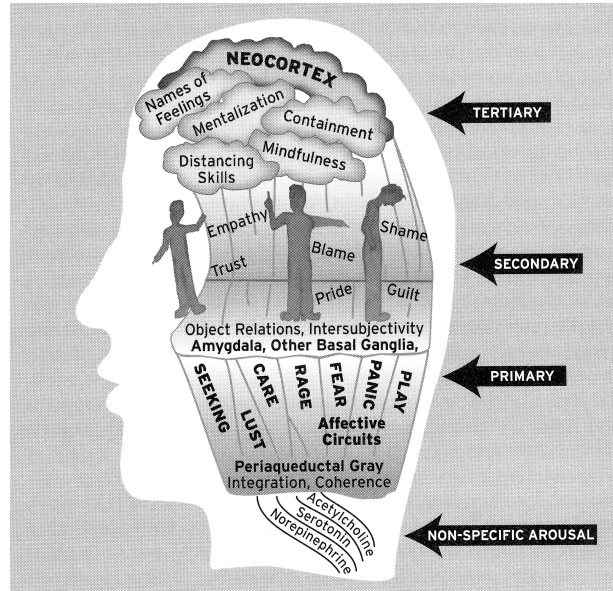 NEOCORTEX
Names of
Feelings
Mentalization
Containment
TERTIARY
Distancing
Skills
Mindfulness
Empathy
Shame
Blame
Trust
SECONDARY
Pride
Guilt
Object Relations, Intersubjectivity
Amygdala, Other Basal Ganglia,
SEEKING
LUST
CARE
RAGE
FEAR
PANIC
PLAY
PRIMARY
Affective
Circuits
Periaqueductal Gray
Integration, Coherence
Acetylcholine
Serotonin
Norepinephrine
NON-SPECIFIC AROUSAL